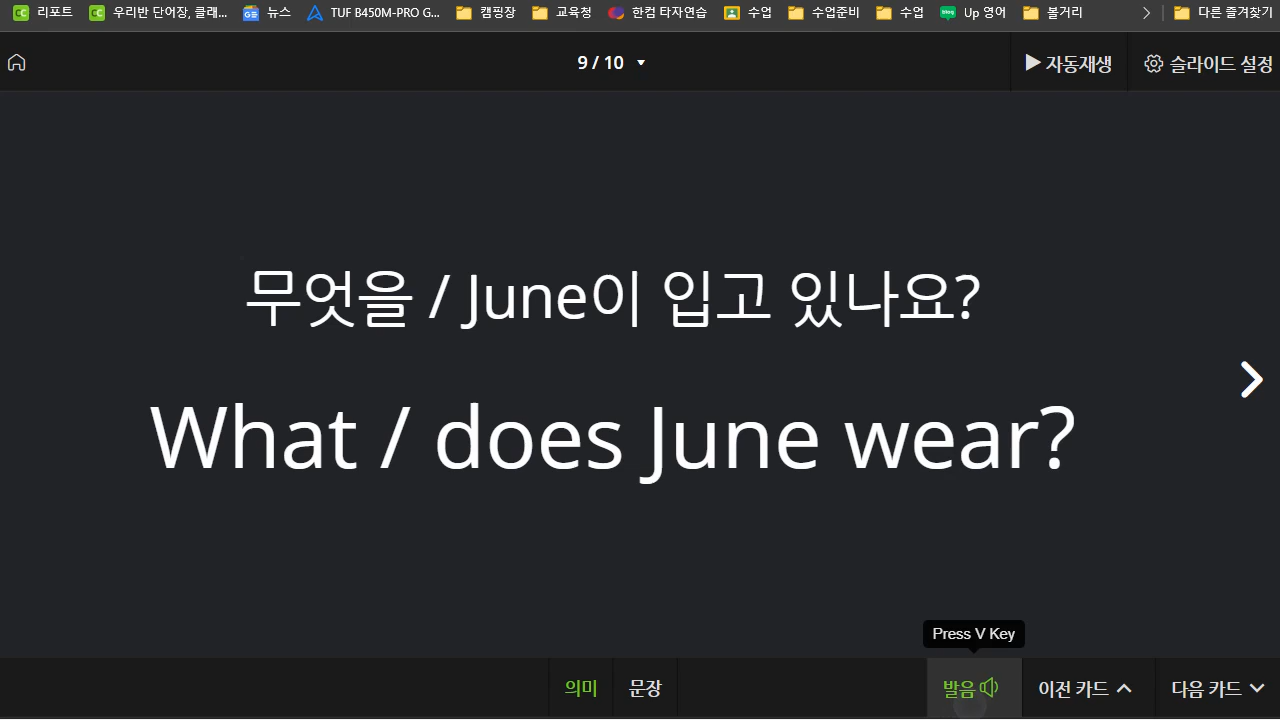 리포트 우리반 단어장, 클래... 뉴스 TUF B450M-PRO G... 캠핑장 교육청 한컴 타자연습 수업 수업준비 수업 Up 영어 볼거리 다른 즐겨찾기
9 / 10 자동재생 슬라이드 설정
무엇을 / June이 입고 있나요?
What / does June wear?
Press V Key
의미 문장 발음 이전 카드 다음 카드